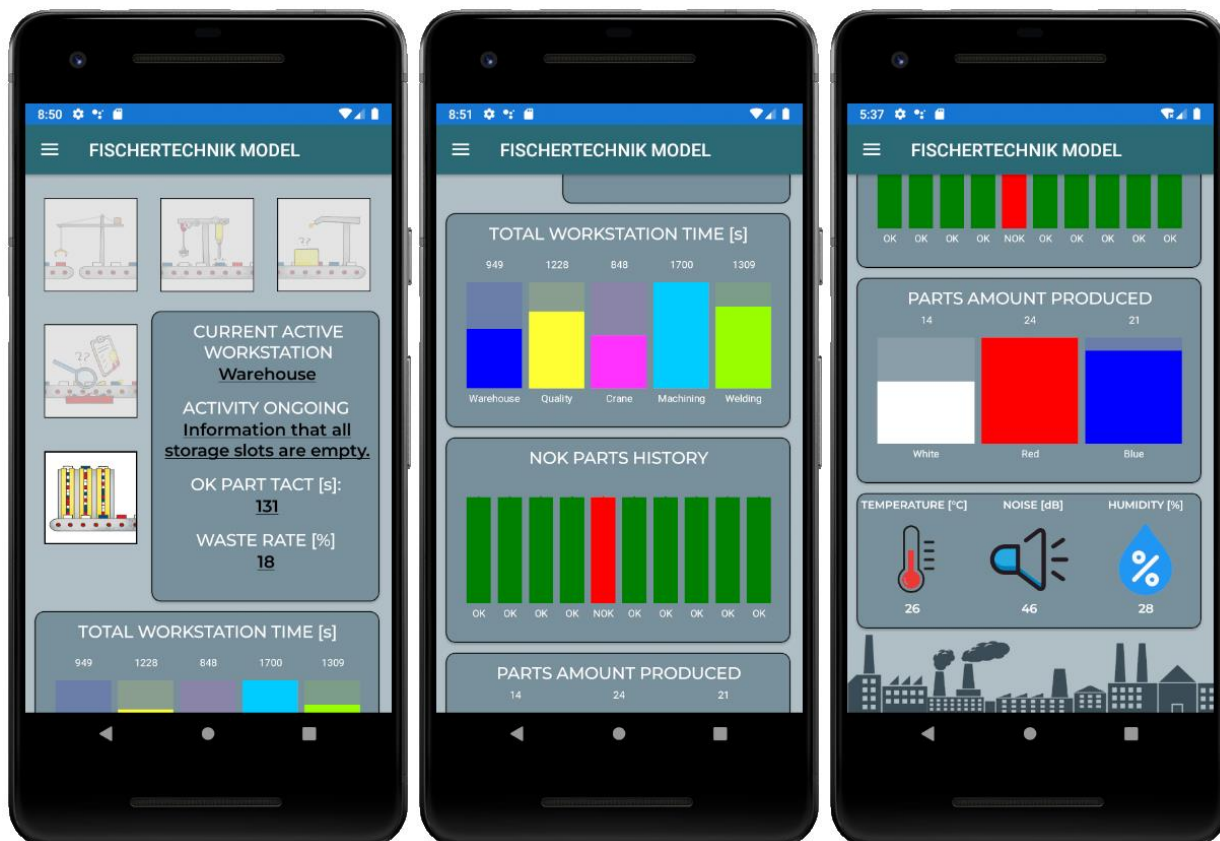 8:50
FISCHERTECHNIK MODEL
CURRENT ACTIVE
WORKSTATION
Warehouse
ACTIVITY ONGOING
Information that all
storage slots are empty.
OK PART TACT [s]:
131
WASTE RATE [%]
18
TOTAL WORKSTATION TIME [s]
949 1228 848 1700 1309
8:51
FISCHERTECHNIK MODEL
TOTAL WORKSTATION TIME [s]
949 1228 848 1700 1309
Warehouse Quality Crane Machining Welding
NOK PARTS HISTORY
OK OK OK OK NOK OK OK OK OK OK
PARTS AMOUNT PRODUCED
14 24 21
5:37
FISCHERTECHNIK MODEL
OK OK OK OK NOK OK OK OK OK OK
PARTS AMOUNT PRODUCED
14 24 21
White Red Blue
TEMPERATURE [°C] NOISE [dB] HUMIDITY [%]
%
26 46 28